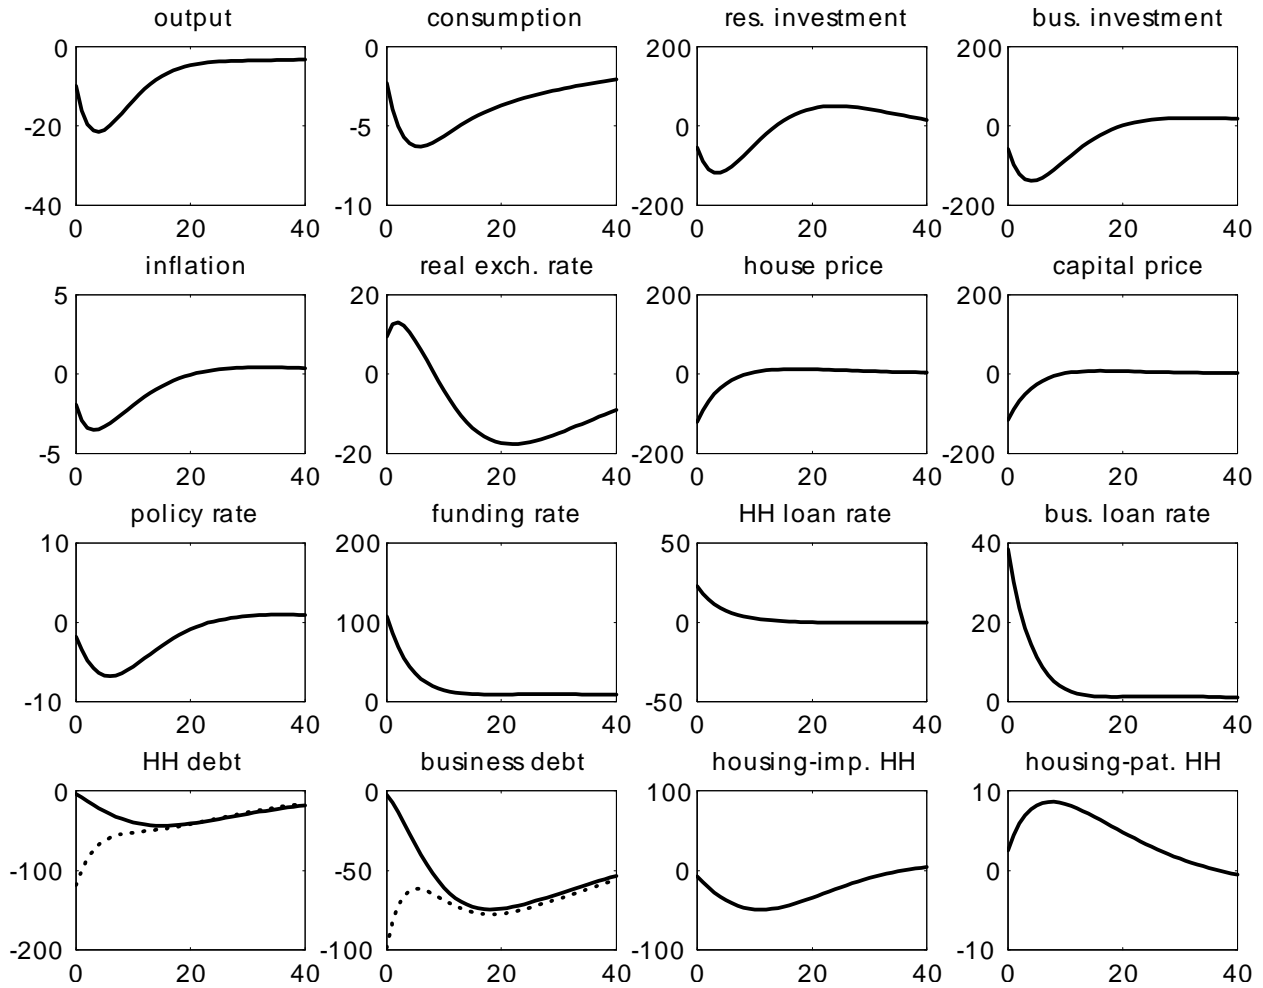 output consumption res. investment bus. investment
0 0 200 200
-20 -5 0 0
-40 -10 -200 -200
0 20 40 0 20 40 0 20 40 0 20 40
inflation real exch. rate house price capital price
5 20 200 200
0 0 0 0
-5 -20 -200 -200
0 20 40 0 20 40 0 20 40 0 20 40
policy rate funding rate HH loan rate bus. loan rate
10 200 50 40
0 100 0 20
-10 0 -50 0
0 20 40 0 20 40 0 20 40 0 20 40
HH debt business debt housing-imp. HH housing-pat. HH
0 0 100 10
-100 -50 0 0
-200 -100 -100 -10
0 20 40 0 20 40 0 20 40 0 20 40